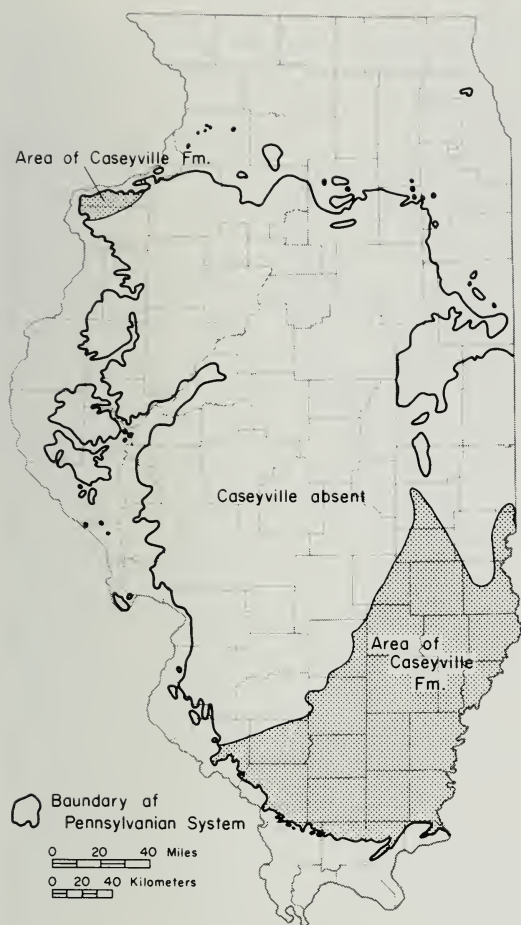 Area of Caseyville Fm.
Caseyville absent
Area of
Caseyville
Fm.
Boundary of
Pennsylvanian System
0 20 40 Miles
0 20 40 Kilometers